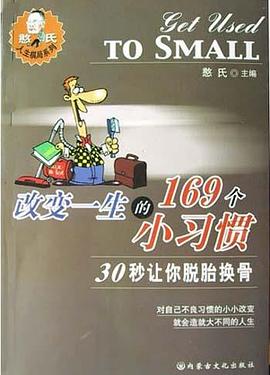 憨氏
人生棋局系列
Get Used
TO SMALL
憨氏○主编
改变一生的169个
小习惯
30秒让你脱胎换骨
对自己不良习惯的小小改变
就会造就大不同的人生
内蒙古文化出版社